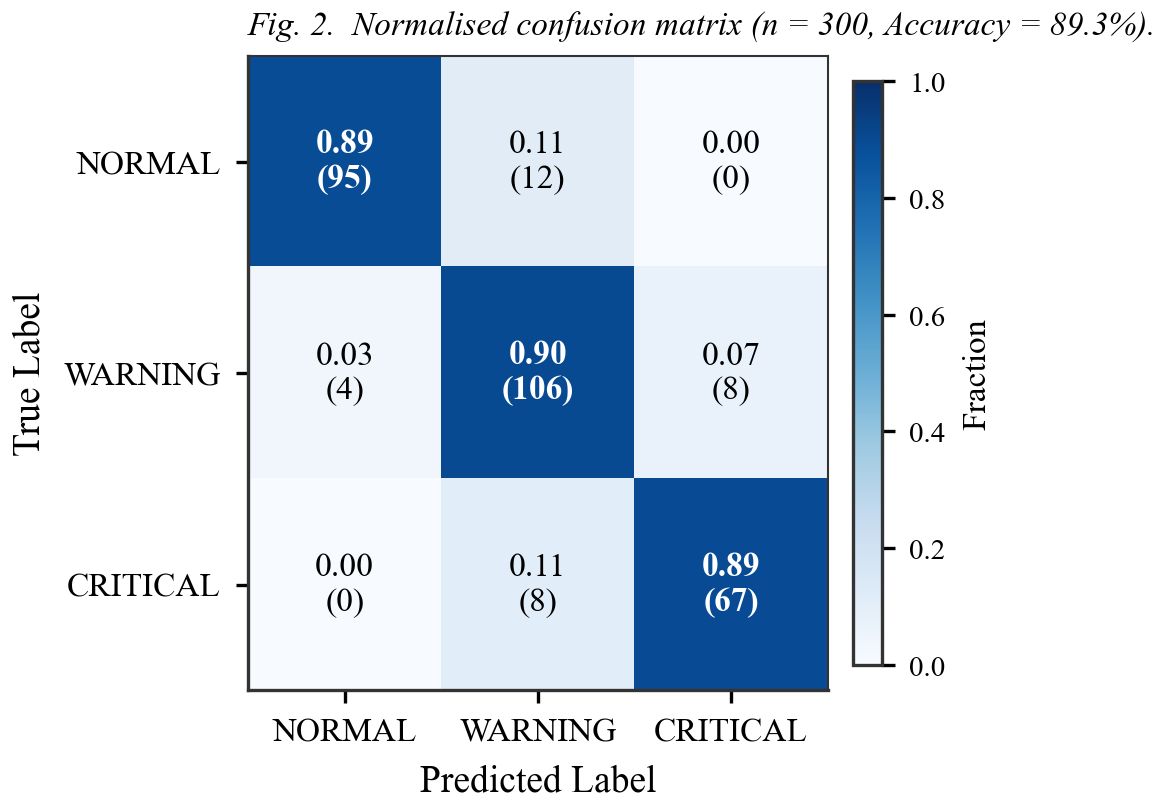 Fig. 2. Normalised confusion matrix (n = 300, Accuracy = 89.3%).
True Label
NORMAL
0.89
(95)
0.11
(12)
0.00
(0)
WARNING
0.03
(4)
0.90
(106)
0.07
(8)
CRITICAL
0.00
(0)
0.11
(8)
0.89
(67)
NORMAL
WARNING
CRITICAL
Predicted Label
1.0
0.8
0.6
0.4
0.2
0.0
Fraction